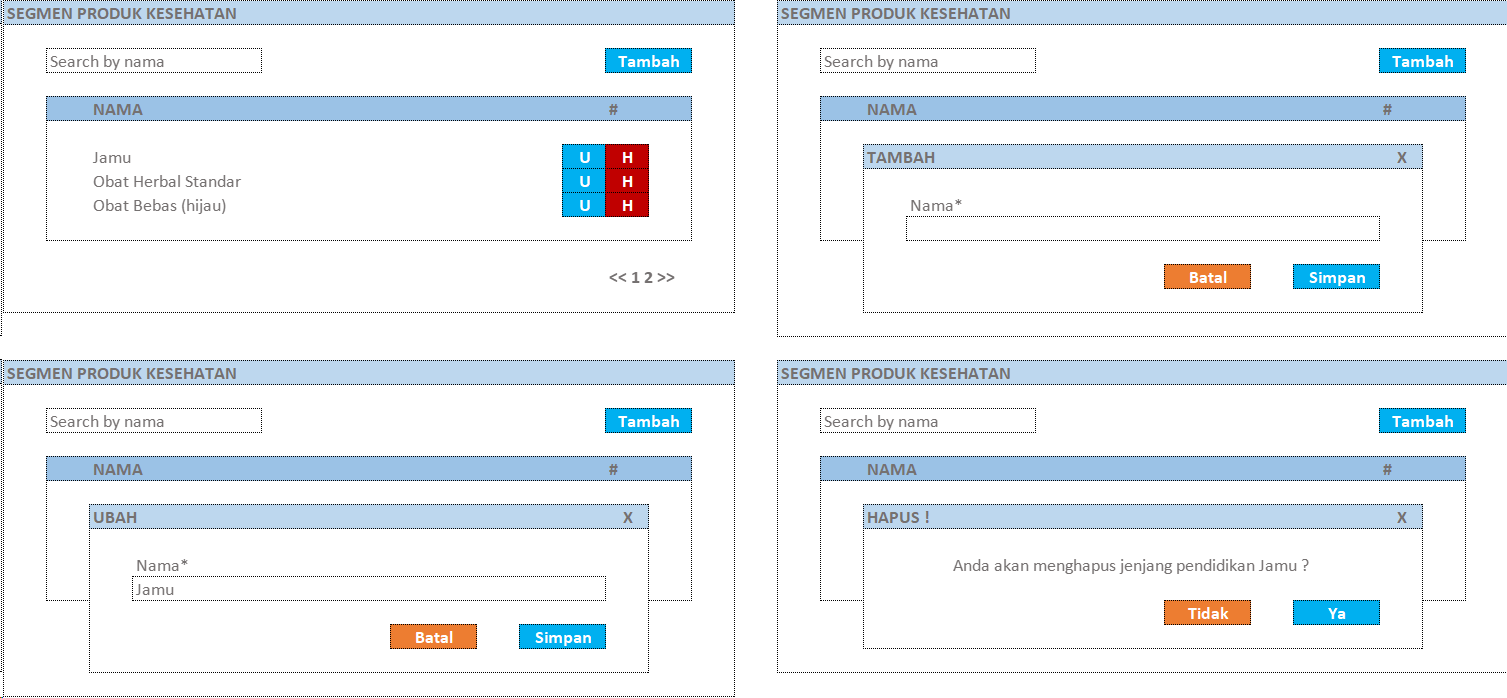 SEGMEN PRODUK KESEHATAN
Search by nama
Tambah
NAMA #
Jamu U H
Obat Herbal Standar U H
Obat Bebas (hijau) U H
<< 1 2 >>
SEGMEN PRODUK KESEHATAN
Search by nama
Tambah
NAMA #
TAMBAH X
Nama*
Batal Simpan
SEGMEN PRODUK KESEHATAN
Search by nama
Tambah
NAMA #
UBAH X
Nama*
Jamu
Batal Simpan
SEGMEN PRODUK KESEHATAN
Search by nama
Tambah
NAMA #
HAPUS ! X
Anda akan menghapus jenjang pendidikan Jamu ?
Tidak Ya